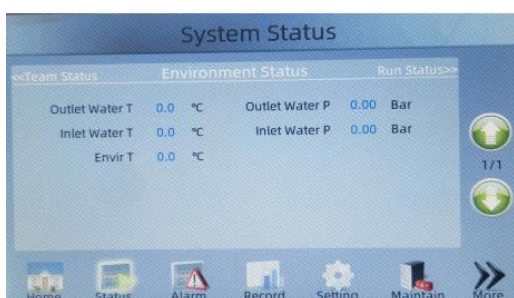 System Status
<<Team Status Environment Status Run Status>>
Outlet Water T 0.0 ℃ Outlet Water P 0.00 Bar
Inlet Water T 0.0 ℃ Inlet Water P 0.00 Bar
Envir T 0.0 ℃
1/1
Home Status Alarm Record Setting Maintain More